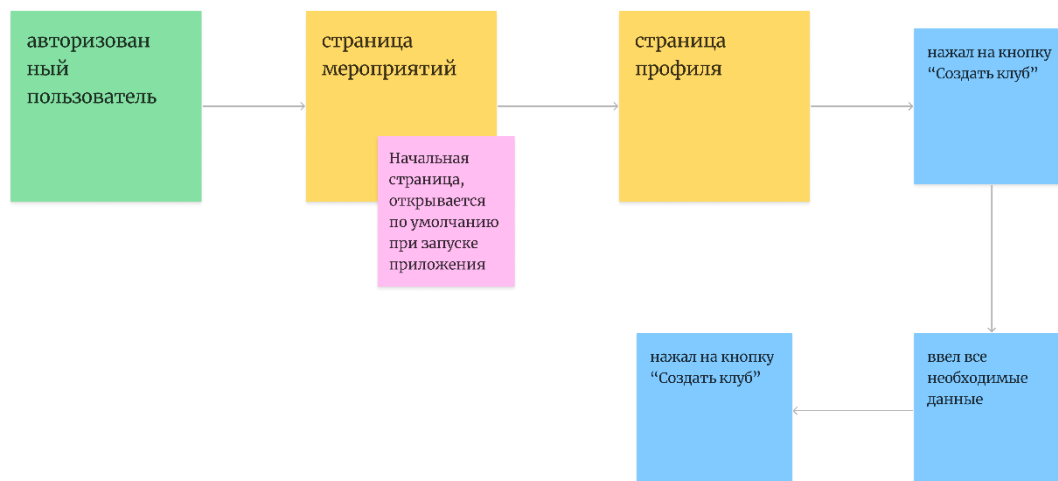 авторизован
ный
пользователь
страница
мероприятий
Начальная
страница,
открывается
по умолчанию
при запуске
приложения
страница
профиля
нажал на кнопку
“Создать клуб”
ввел все
необходимые
данные
нажал на кнопку
“Создать клуб”